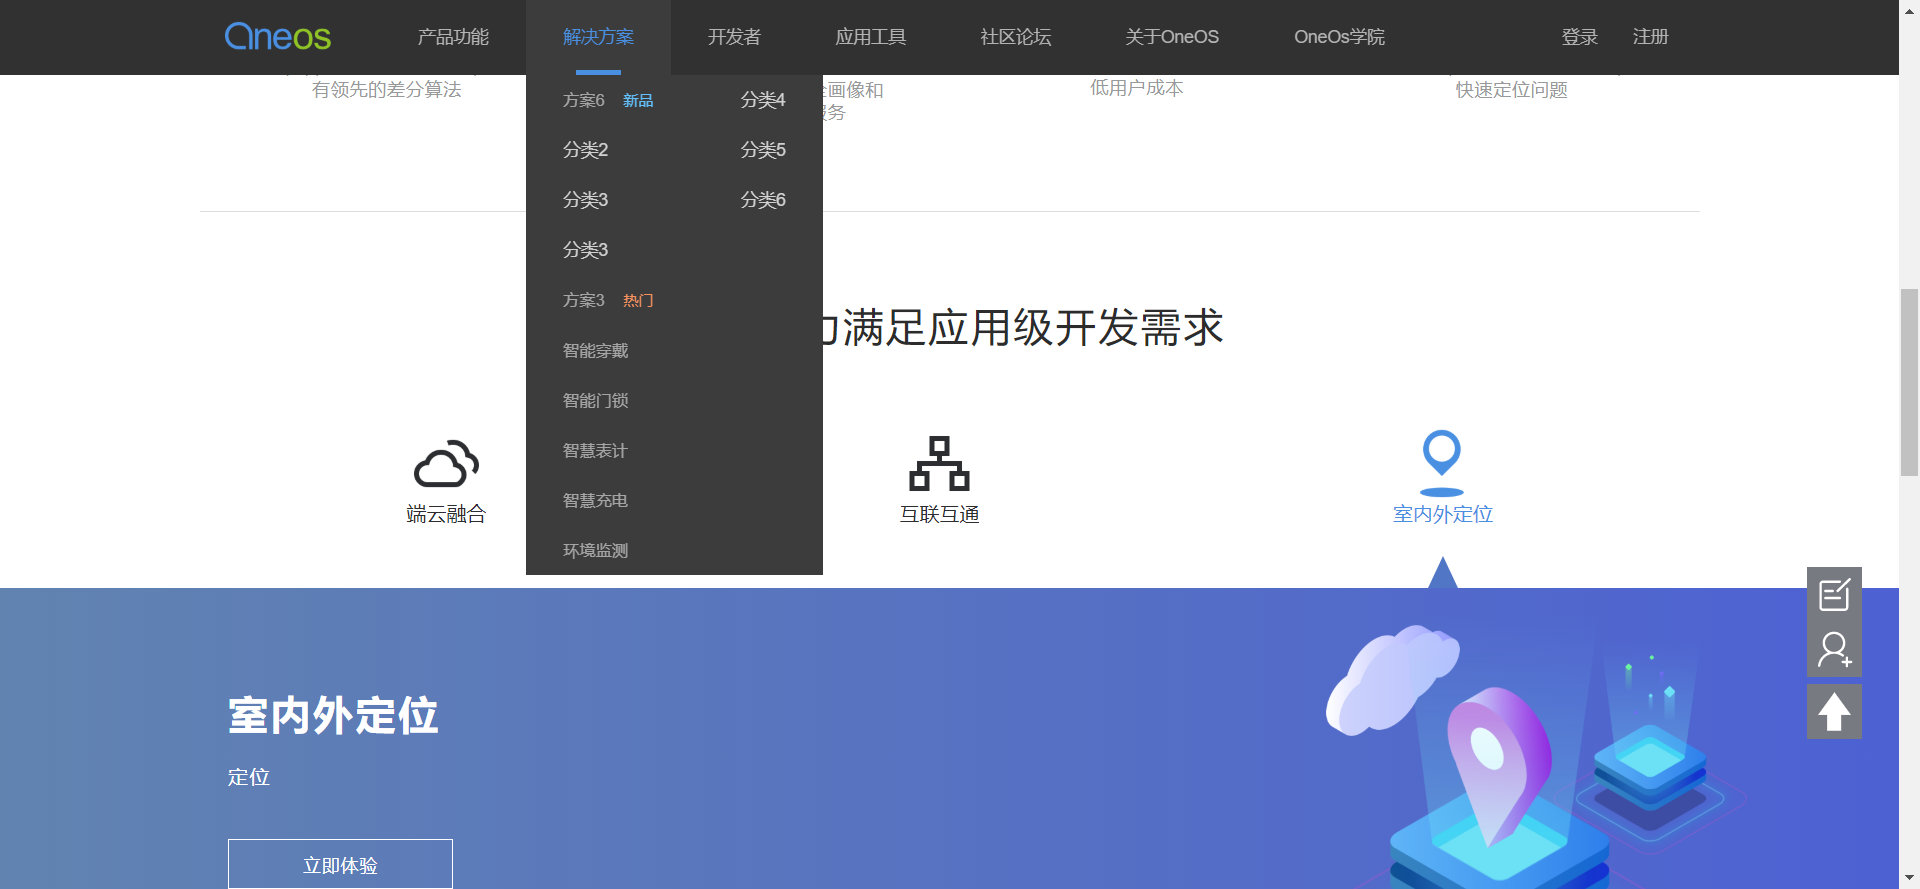 Oneos
产品功能
解决方案
开发者
应用工具
社区论坛
关于OneOS
OneOs学院
登录
注册
有领先的差分算法
画像和
务
低用户成本
快速定位问题
方案6 新品
分类4
分类2
分类5
分类3
分类6
分类3
方案3 热门
智能穿戴
智能门锁
智慧表计
智慧充电
环境监测
满足应用级开发需求
端云融合
互联互通
室内外定位
室内外定位
定位
立即体验